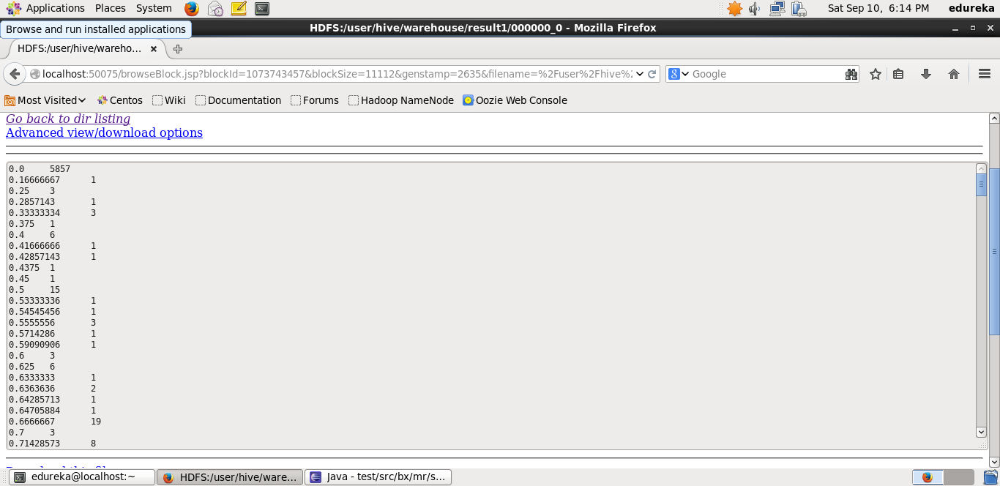 Applications Places System Sat Sep 10, 6:14 PM edureka
Browse and run installed applications
HDFS:/user/hive/warehouse/result1/000000_0 - Mozilla Firefox
HDFS:/user/hive/wareho...
localhost:50075/browseBlock.jsp?blockId=1073743457&blockSize=11112&genstamp=2635&filename=%2Fuser%2Fhive%2 Google
Most Visited Centos Wiki Documentation Forums Hadoop NameNode Oozie Web Console
Go back to dir listing
Advanced view/download options
0.0 5857
0.16666667 1
0.25 3
0.2857143 1
0.33333334 3
0.375 1
0.4 6
0.41666666 1
0.42857143 1
0.4375 1
0.45 1
0.5 15
0.53333336 1
0.54545456 1
0.5555556 3
0.5714286 1
0.59090906 1
0.6 3
0.625 6
0.6333333 1
0.6363636 2
0.64285713 1
0.64705884 1
0.6666667 19
0.7 3
0.71428573 8
edureka@localhost:~ HDFS:/user/hive/ware... Java - test/src/bx/mr/s...